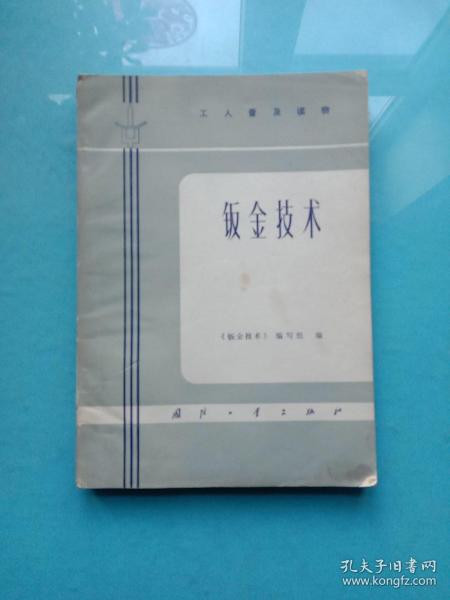 工人普及读物
钣金技术
《钣金技术》编写组 编
国防工业出版社
孔夫子旧书网
www.kongfz.com